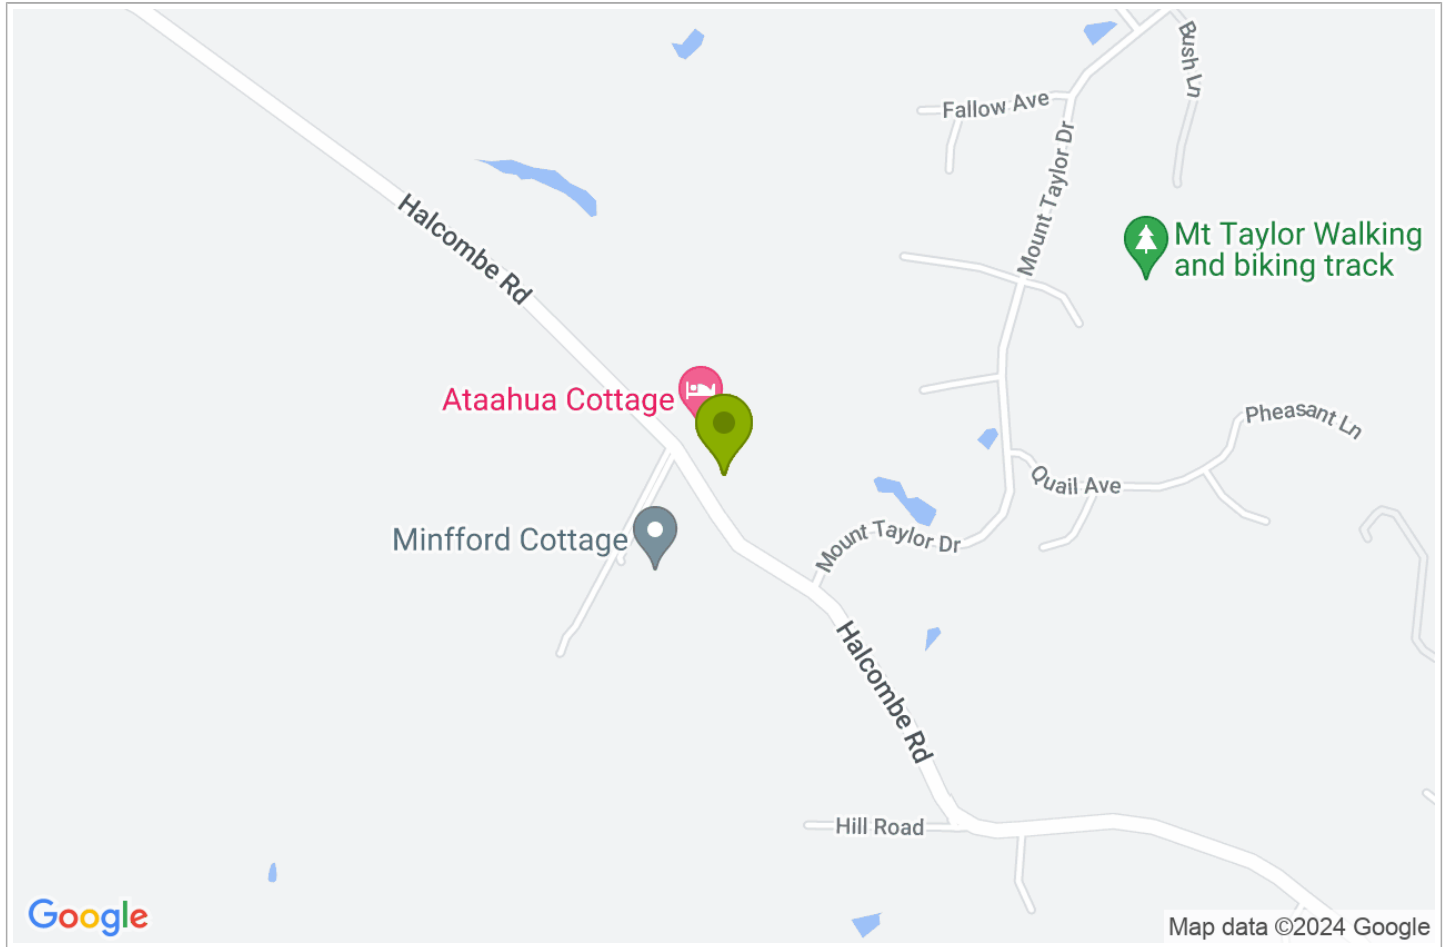 Bush Ln
Fallow Ave
Mount Taylor Dr
Halcombe Rd
Mt Taylor Walking
and biking track
Ataahua Cottage
Pheasant Ln
Quail Ave
Minfford Cottage
Mount Taylor Dr
Halcombe Rd
Hill Road
Google
Map data ©2024 Google